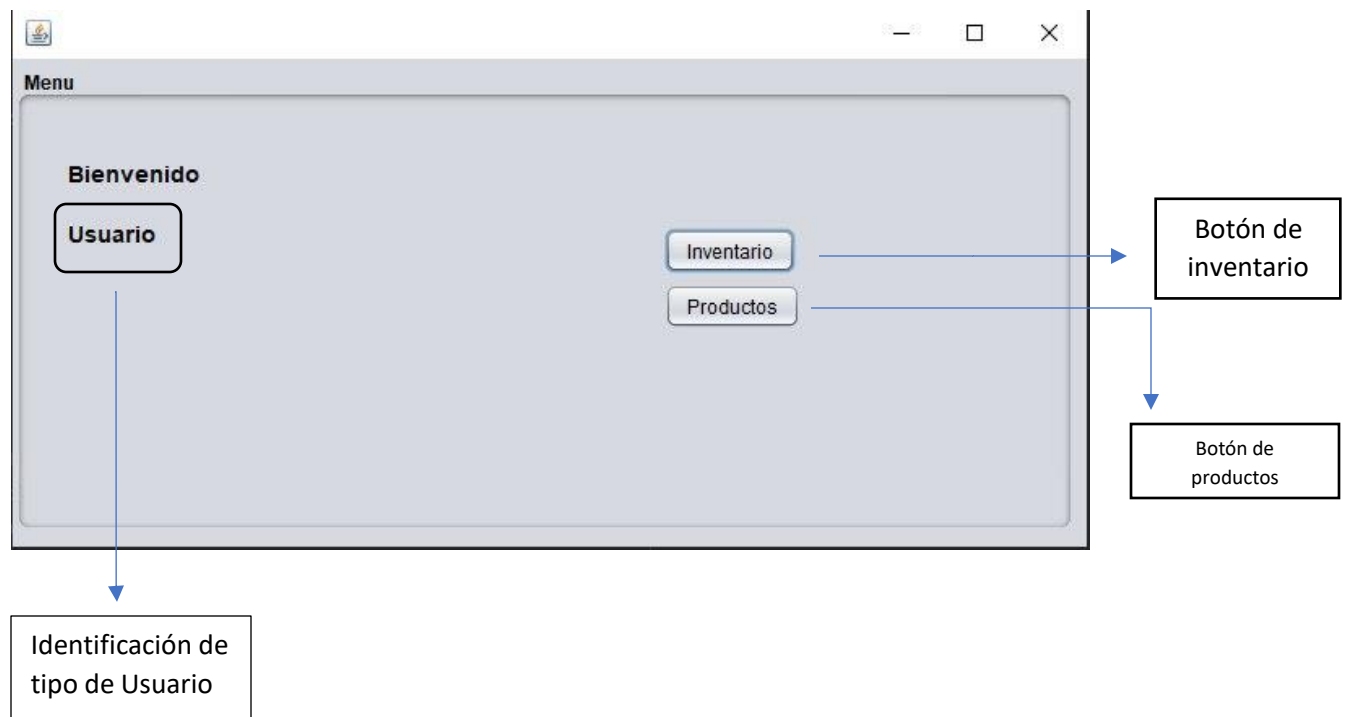 Menu
Bienvenido
Usuario
Inventario
Productos
Botón de
inventario
Botón de
productos
Identificación de
tipo de Usuario